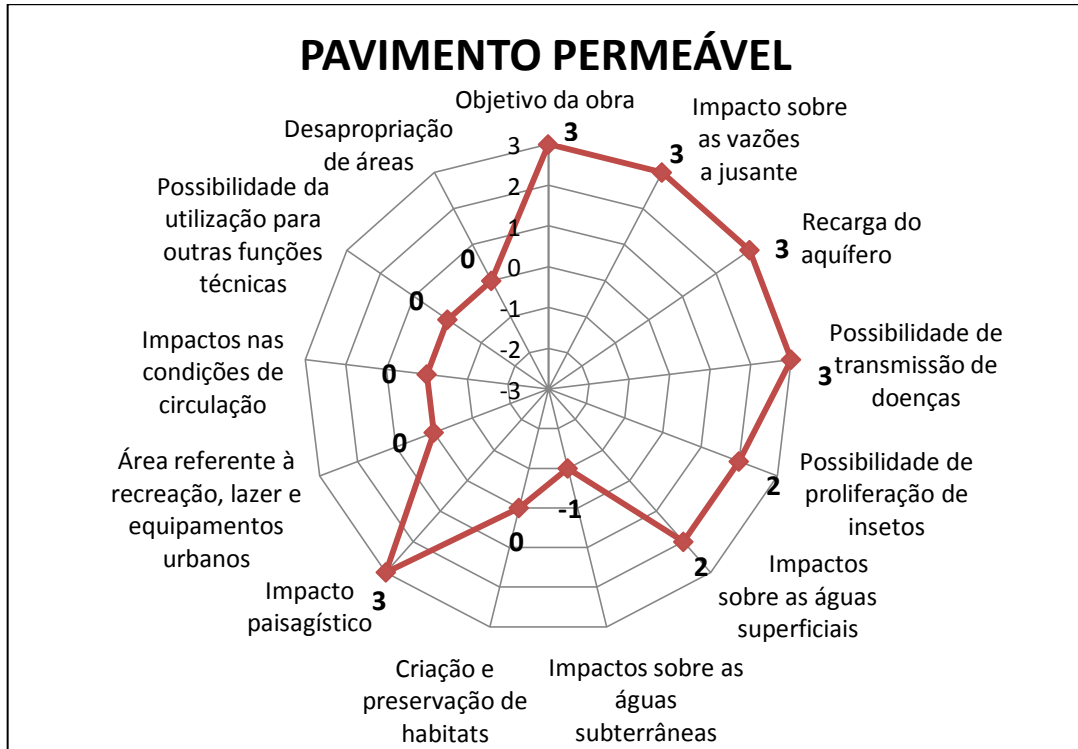 PAVIMENTO PERMEÁVEL
Objetivo da obra
3
Impacto sobre
as vazões
a jusante
3
Recarga do
aquífero
3
Possibilidade de
transmissão de
doenças
3
Possibilidade de
proliferação de
insetos
2
Impactos
sobre as águas
superficiais
2
Impactos sobre as
águas
subterrâneas
-1
Criação e
preservação de
habitats
0
Impacto
paisagístico
3
Área referente à
recreação, lazer e
equipamentos
urbanos
0
Impactos nas
condições de
circulação
0
Possibilidade da
utilização para
outras funções
técnicas
0
Desapropriação
de áreas
0
3
2
1
0
-1
-2
-3